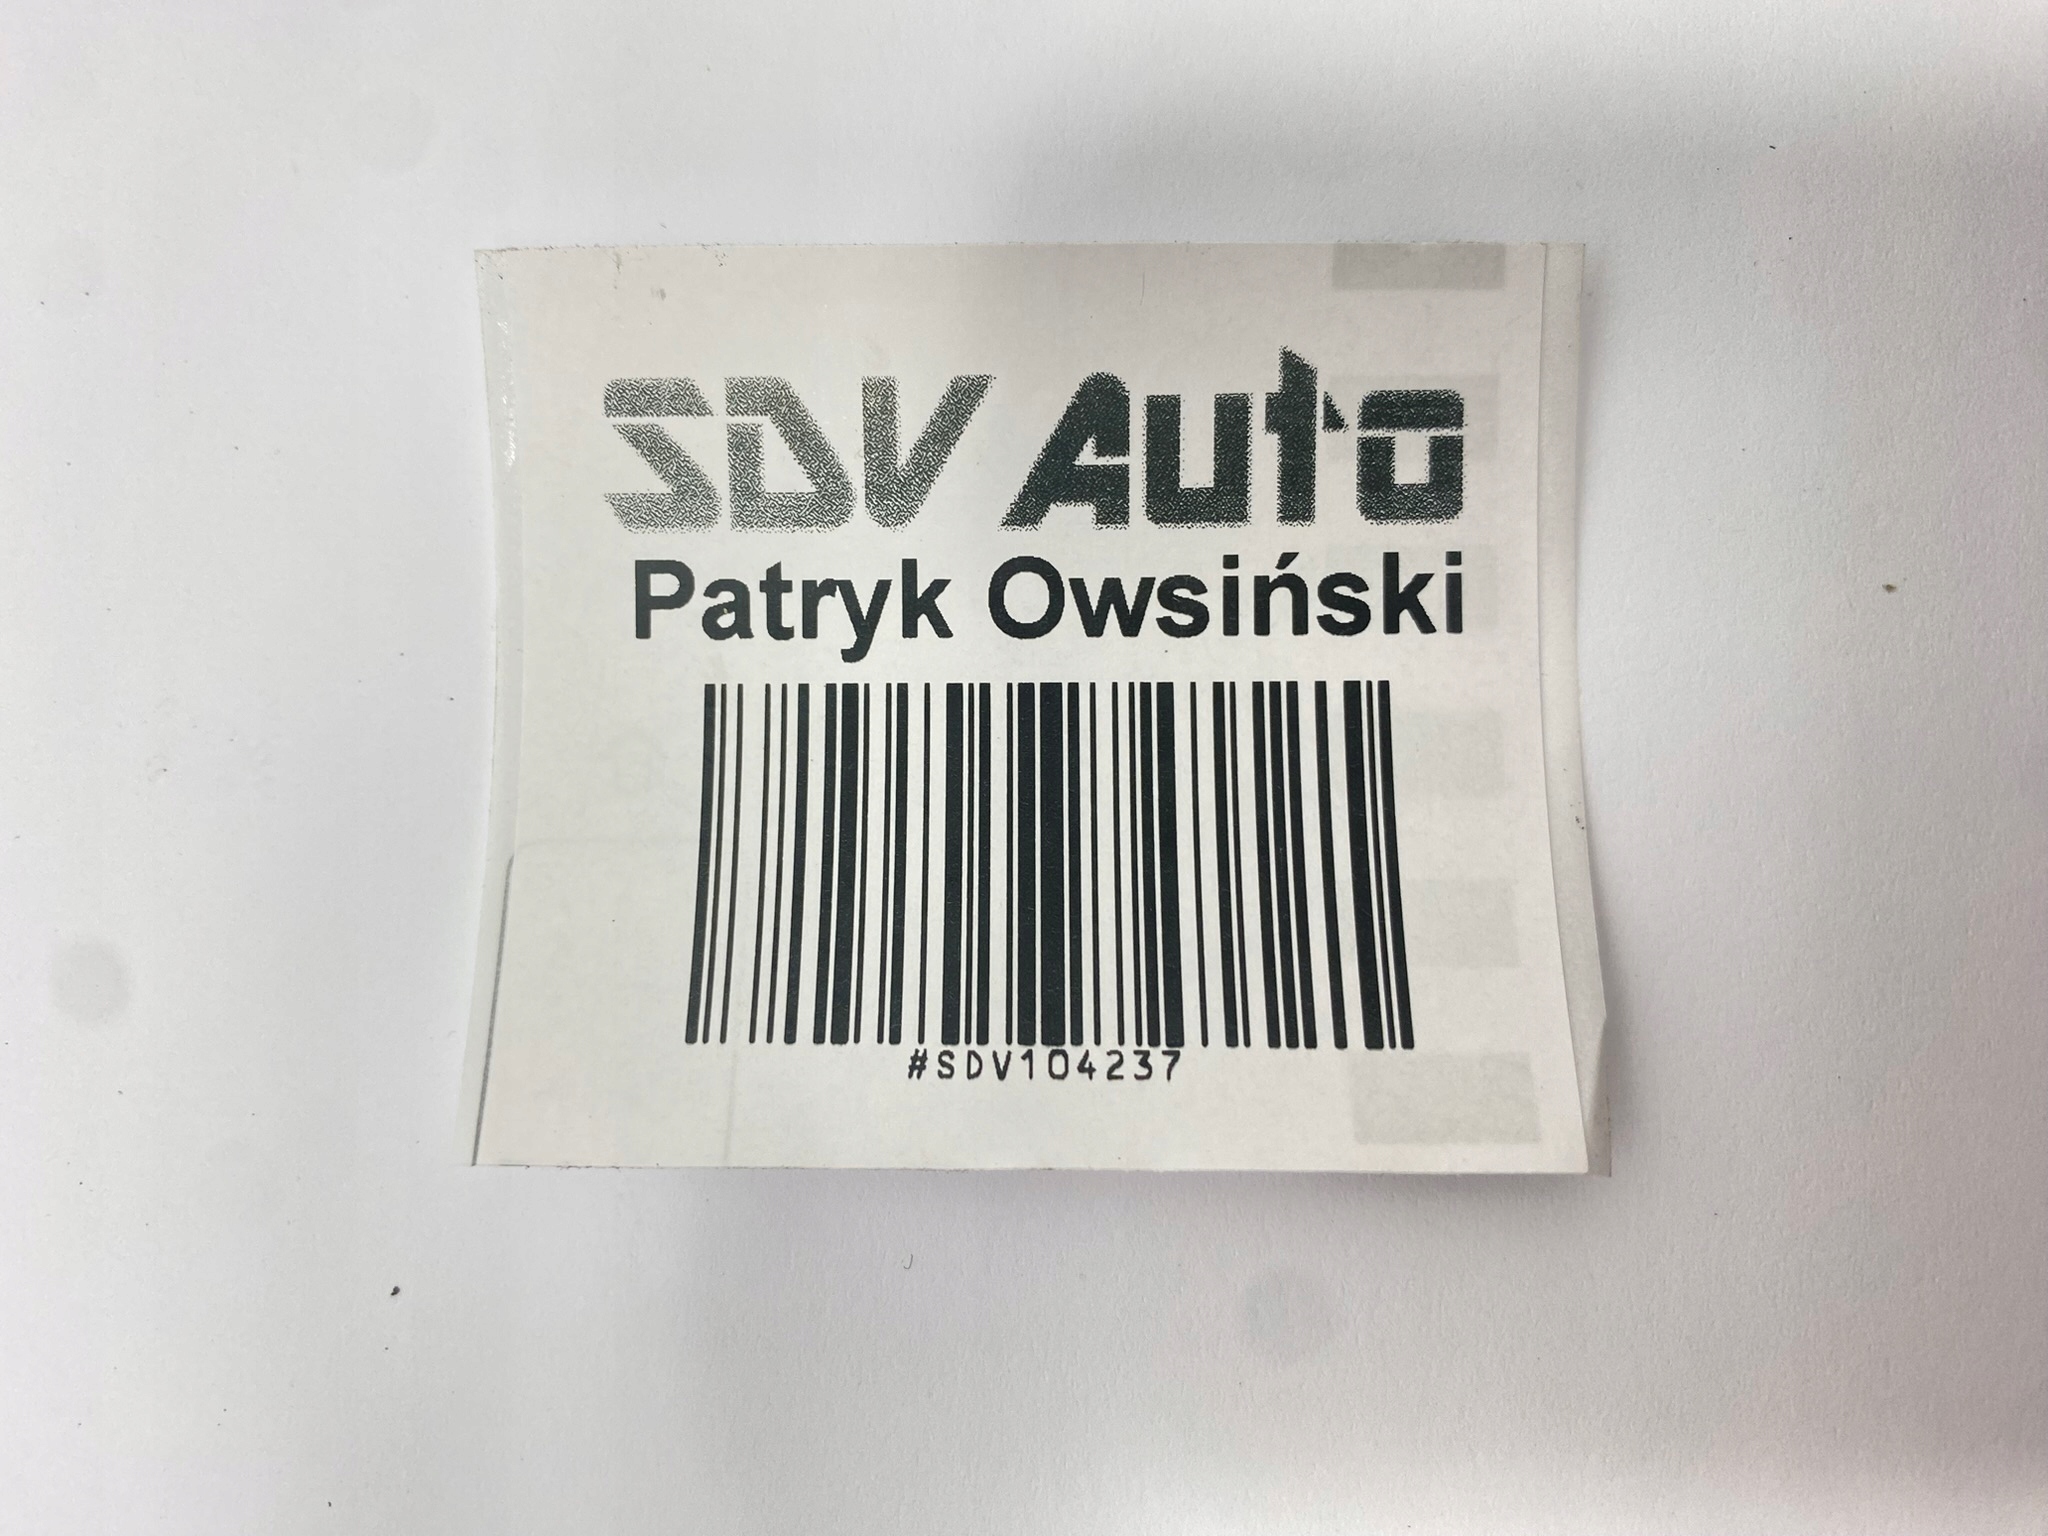 SDV Auto
Patryk Owsiński
#SDV104237